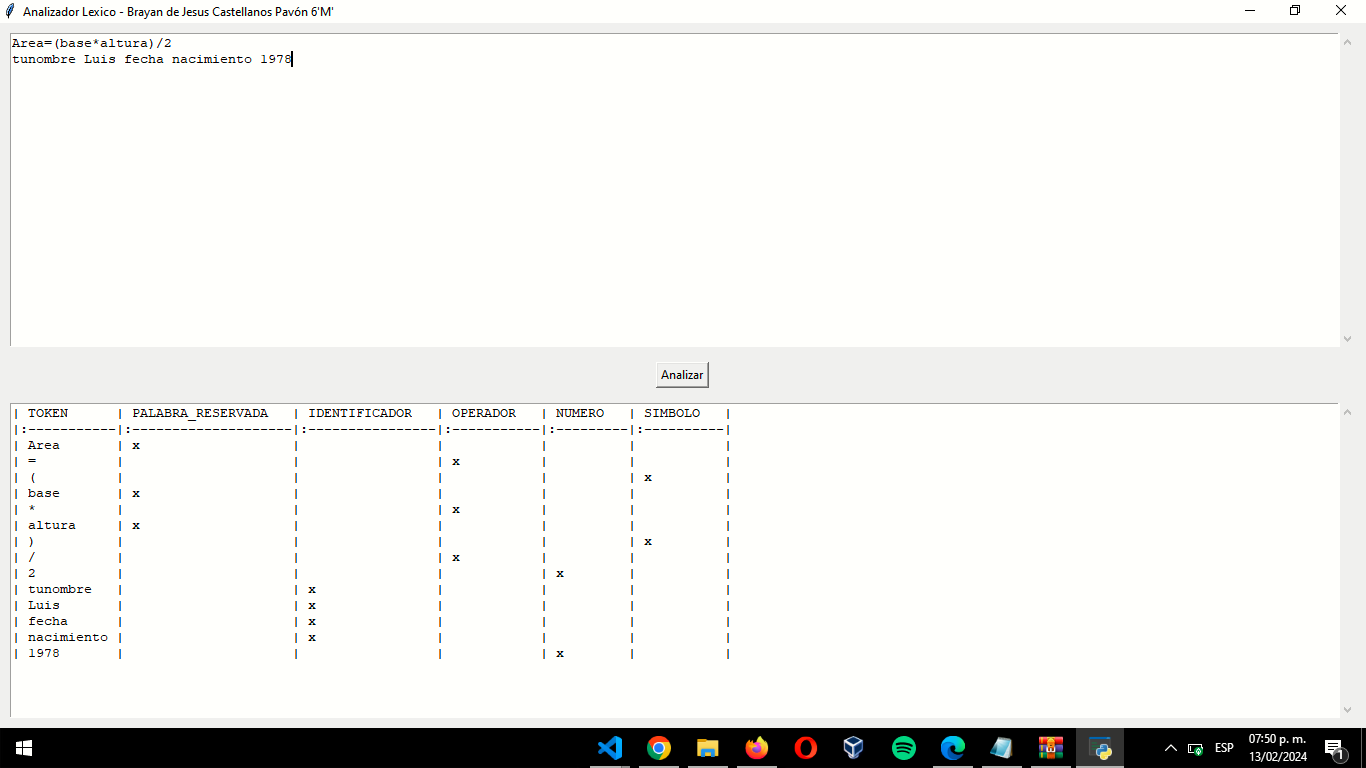 Analizador Lexico - Brayan de Jesus Castellanos Pavón 6'M'
Area=(base*altura)/2
tunombre Luis fecha nacimiento 1978
Analizar
| TOKEN      | PALABRA_RESERVADA   | IDENTIFICADOR   | OPERADOR   | NUMERO   | SIMBOLO   |
|:-----------|:--------------------|:----------------|:-----------|:---------|:----------|
| Area       | x                   |                 |            |          |           |
| =          |                     |                 | x          |          |           |
| (          |                     |                 |            |          | x         |
| base       | x                   |                 |            |          |           |
| *          |                     |                 | x          |          |           |
| altura     | x                   |                 |            |          |           |
| )          |                     |                 |            |          | x         |
| /          |                     |                 | x          |          |           |
| 2          |                     |                 |            | x        |           |
| tunombre   |                     | x               |            |          |           |
| Luis       |                     | x               |            |          |           |
| fecha      |                     | x               |            |          |           |
| nacimiento |                     | x               |            |          |           |
| 1978       |                     |                 |            | x        |           |
ESP
07:50 p. m.
13/02/2024
1